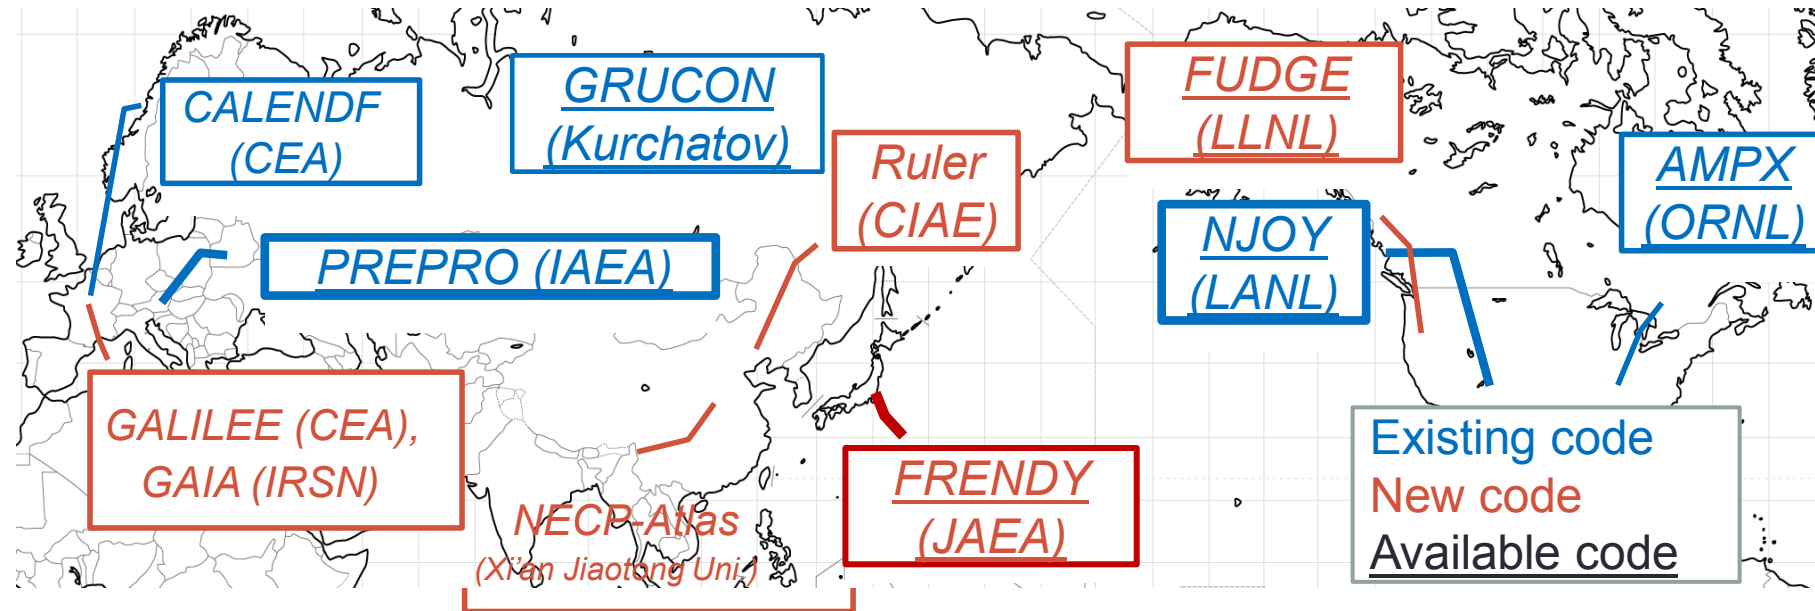 CALENDF
(CEA)
GRUCON
(Kurchatov)
FUDGE
(LLNL)
Ruler
(CIAE)
AMPX
(ORNL)
PREPRO (IAEA)
NJOY
(LANL)
GALILEE (CEA),
GAIA (IRSN)
NECP-Atlas
(Xi'an Jiaotong Uni.)
FRENDY
(JAEA)
Existing code
New code
Available code